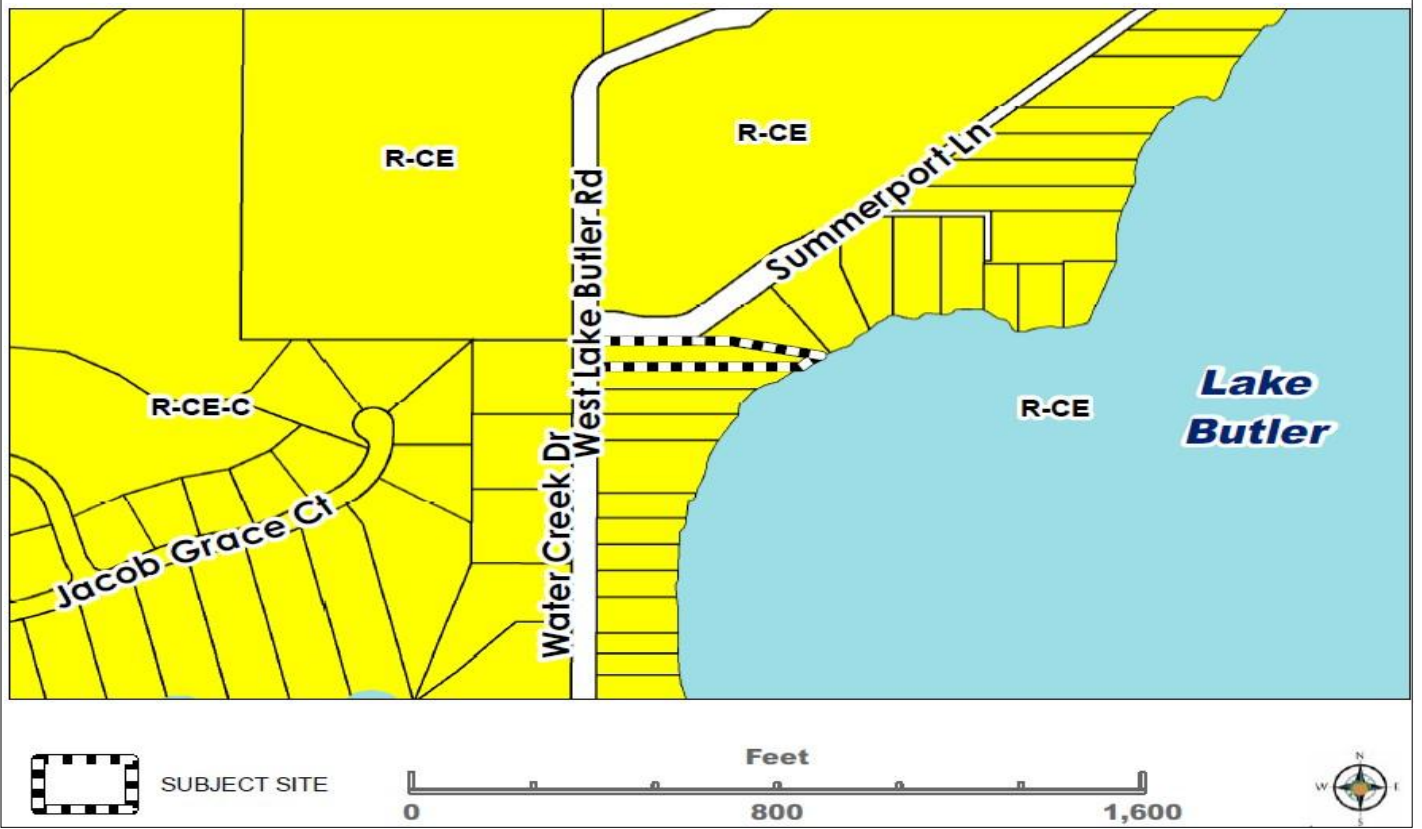 R-CE
R-CE
Summerport Ln
West Lake Butler Rd
Lake
Butler
R-CE-C
R-CE
Water Creek Dr
Jacob Grace Ct
Feet
SUBJECT SITE
0
800
1,600
N
W
E
S